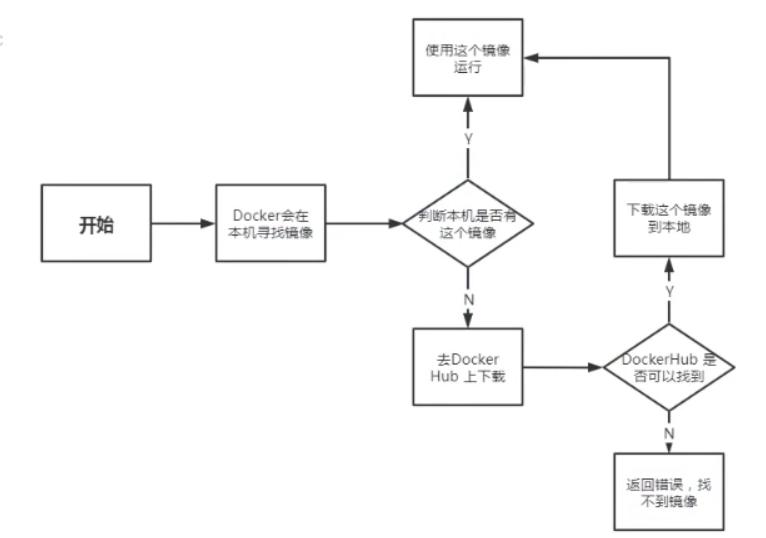 使用这个镜像
运行
Y
开始
Docker会在
本机寻找镜像
判断本机是否有
这个镜像
下载这个镜像
到本地
N
Y
去Docker
Hub 上下载
DockerHub 是
否可以找到
N
返回错误，找
不到镜像